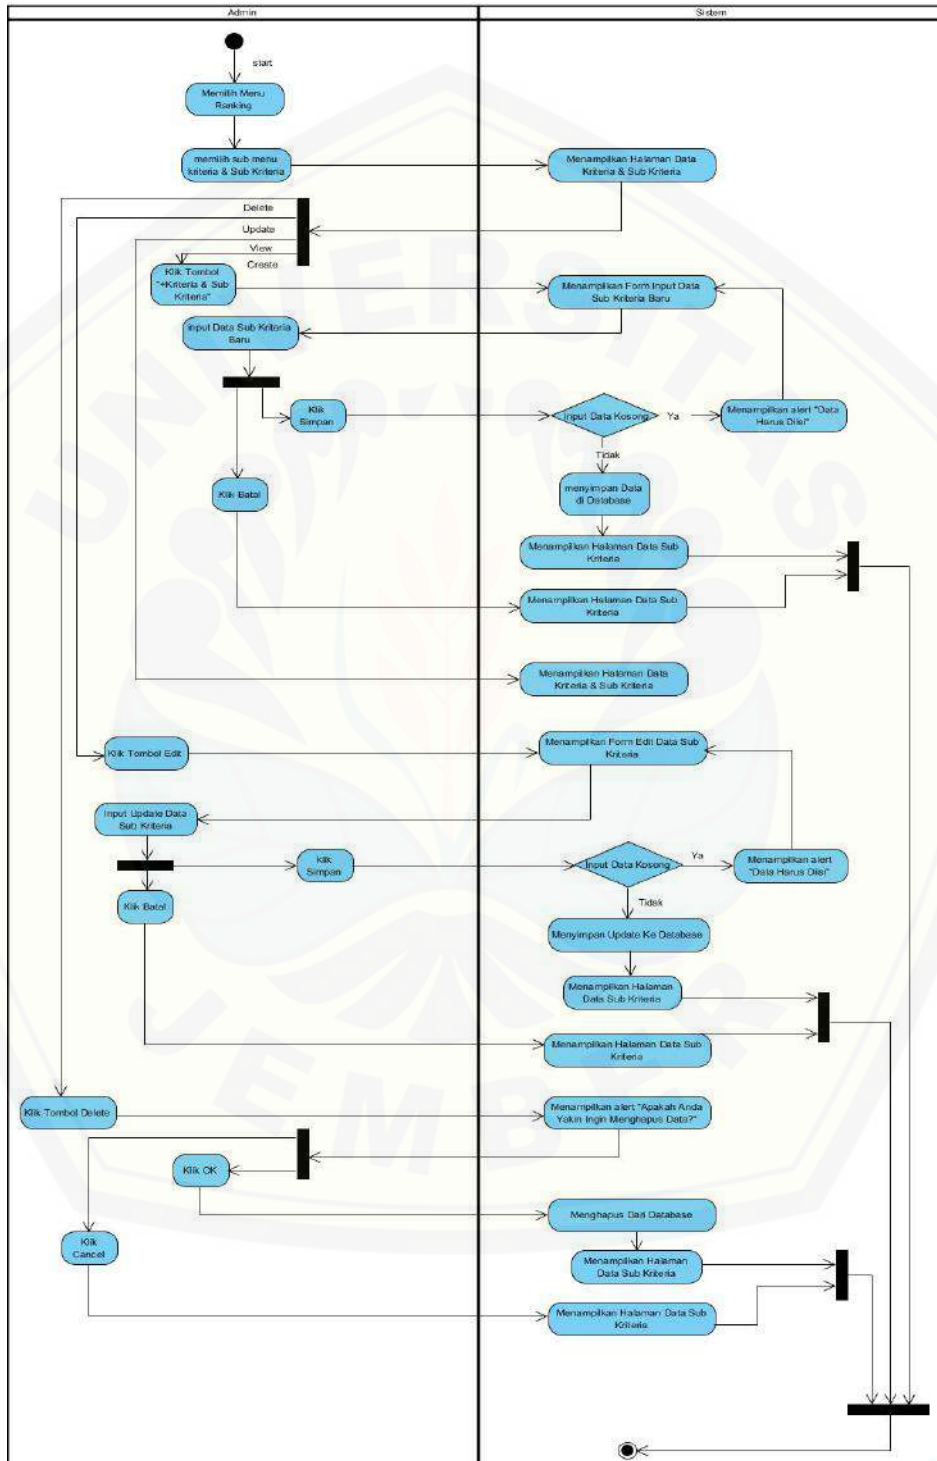 Admin
Sistem
start
Memilih Menu
Ranking
memilih sub menu
kriteria & Sub Kriteria
Menampilkan Halaman Data
Kriteria & Sub Kriteria
Delete
Update
View
Create
Klik Tombol
"+Kriteria & Sub
Kriteria"
Menampilkan Form Input Data
Sub Kriteria Baru
input Data Sub Kriteria
Baru
Klik
Simpan
Input Data Kosong
Ya
Menampilkan alert "Data
Harus Diisi"
Tidak
Klik Batal
menyimpan Data
di Database
Menampilkan Halaman Data Sub
Kriteria
Menampilkan Halaman Data Sub
Kriteria
Menampilkan Halaman Data
Kriteria & Sub Kriteria
Klik Tombol Edit
Menampilkan Form Edit Data Sub
Kriteria
Input Update Data
Sub Kriteria
Klik
Simpan
Input Data Kosong
Ya
Menampilkan alert
"Data Harus Diisi"
Tidak
Klik Batal
Menyimpan Update Ke Database
Menampilkan Halaman
Data Sub Kriteria
Menampilkan Halaman Data Sub
Kriteria
Klik Tombol Delete
Menampilkan alert "Apakah Anda
Yakin Ingin Menghapus Data?"
Klik OK
Menghapus Dari Database
Klik
Cancel
Menampilkan Halaman
Data Sub Kriteria
Menampilkan Halaman Data Sub
Kriteria
UNIVERSITAS
JEMBER